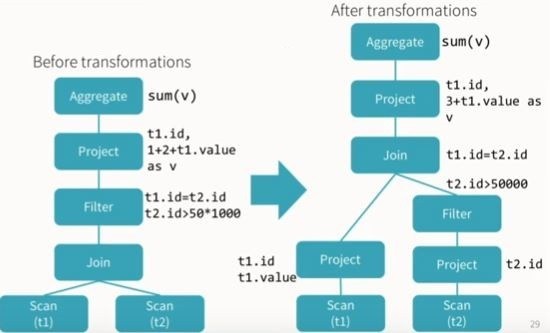 After transformations
Before transformations
Aggregate
sum(v)
Project
t1.id,
1+2+t1.value
as v
Filter
t1.id=t2.id
t2.id>50*1000
Join
Scan
(t1)
Scan
(t2)
Aggregate
sum(v)
Project
t1.id,
3+t1.value as
v
Join
t1.id=t2.id
t2.id>50000
Filter
t1.id
t1.value
Project
Project
t2.id
Scan
(t1)
Scan
(t2)
29